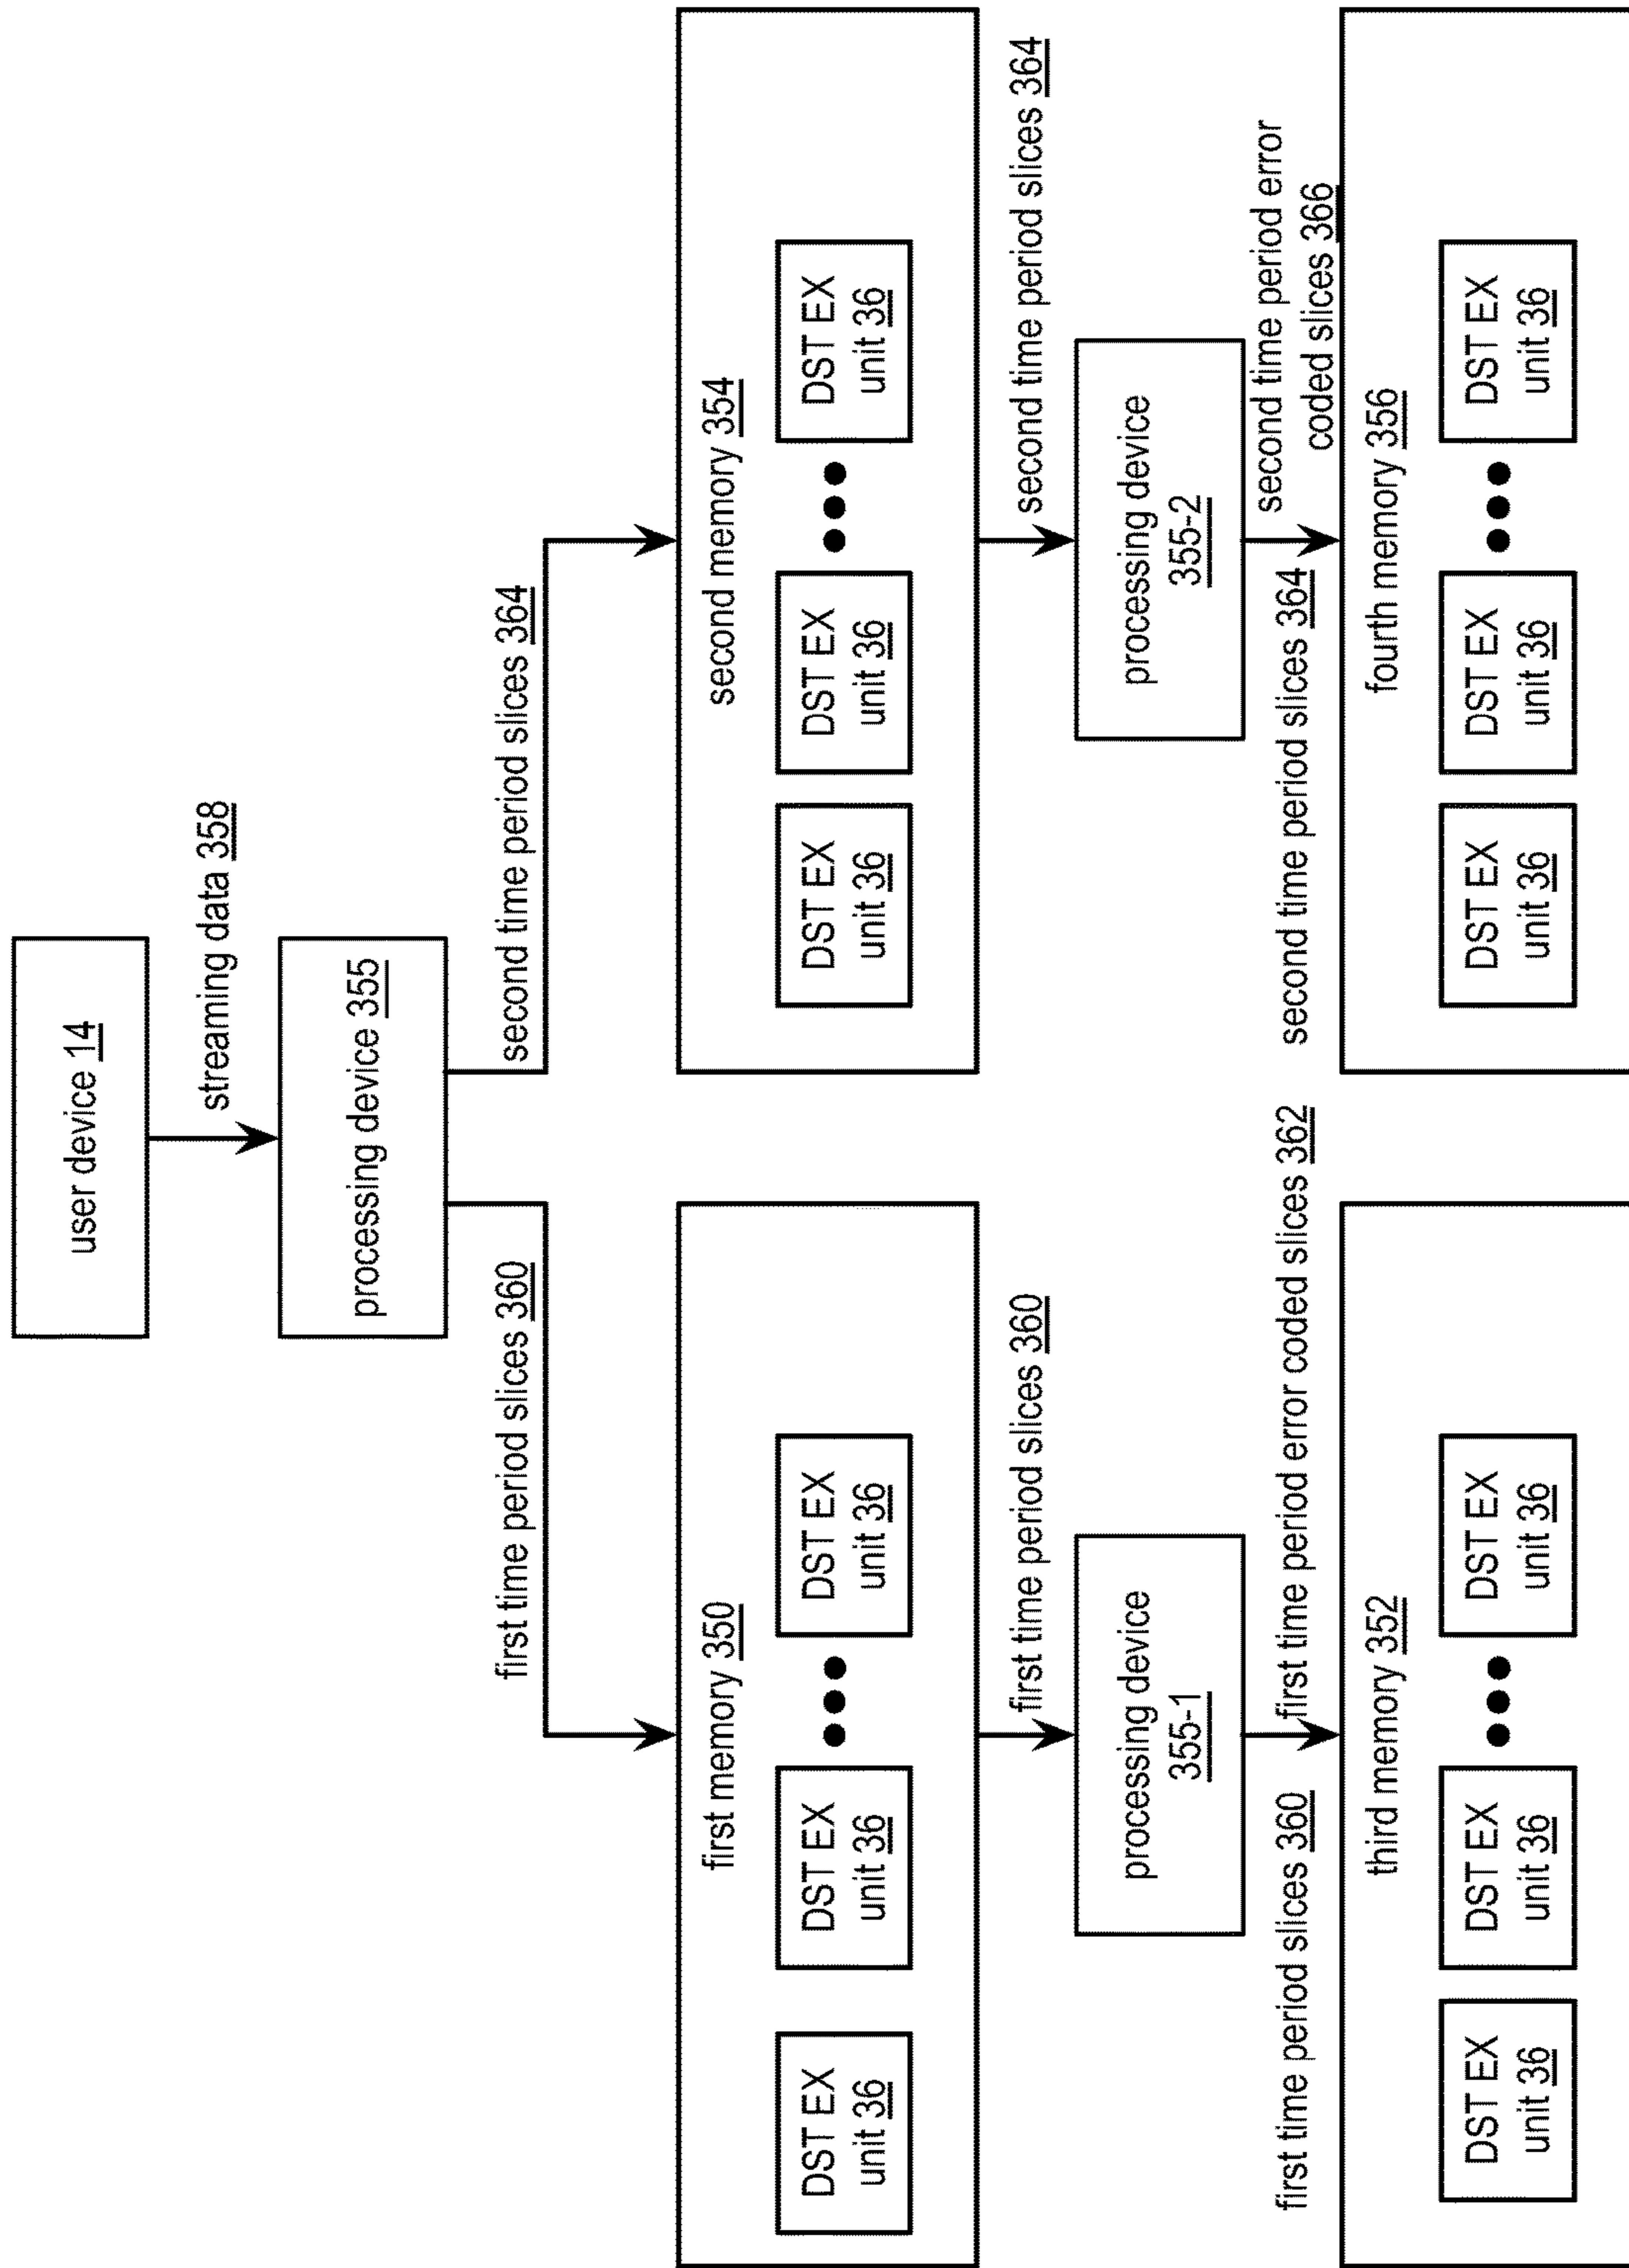 user device 14
streaming data 358
processing device 355
first time period slices 360
second time period slices 364
first memory 350
DST EX
unit 36
DST EX
unit 36
DST EX
unit 36
second memory 354
DST EX
unit 36
DST EX
unit 36
DST EX
unit 36
first time period slices 360
second time period slices 364
processing device
355-1
processing device
355-2
first time period slices 360
first time period error coded slices 362
second time period slices 364
second time period error
coded slices 366
third memory 352
DST EX
unit 36
DST EX
unit 36
DST EX
unit 36
fourth memory 356
DST EX
unit 36
DST EX
unit 36
DST EX
unit 36